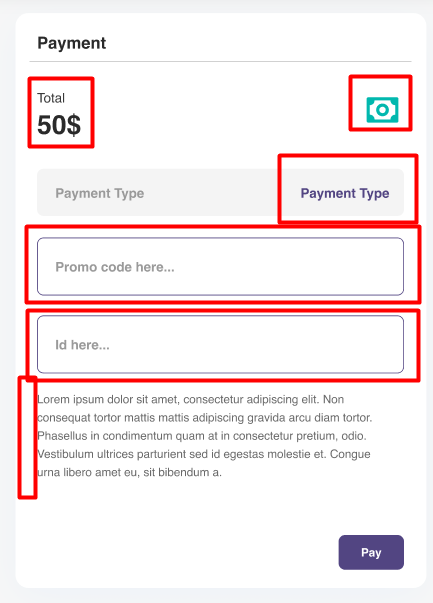 Payment
Total
50$
Payment Type Payment Type
Promo code here...
Id here...
Lorem ipsum dolor sit amet, consectetur adipiscing elit. Non
consequat tortor mattis mattis adipiscing gravida arcu diam tortor.
Phasellus in condimentum quam at in consectetur pretium, odio.
Vestibulum ultrices parturient sed id egestas molestie et. Congue
urna libero amet eu, sit bibendum a.
Pay